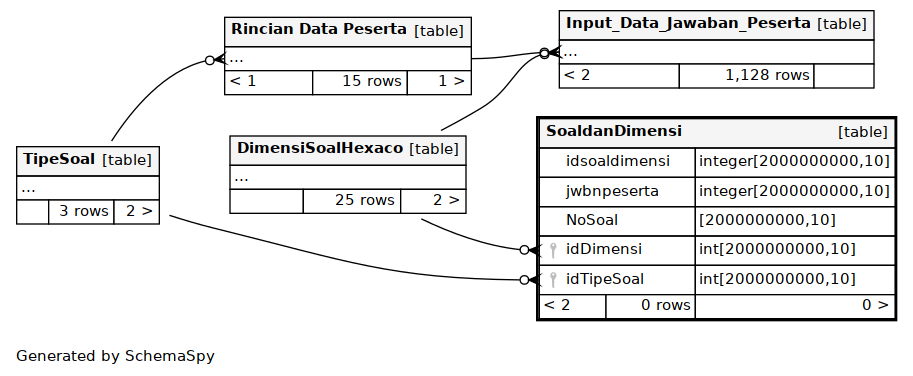 Rincian Data Peserta [table]
...
< 1 15 rows 1 >
Input_Data_Jawaban_Peserta [table]
...
< 2 1,128 rows
TipeSoal [table]
...
3 rows 2 >
DimensiSoalHexaco [table]
...
25 rows 2 >
SoaldanDimensi [table]
idsoaldimensi integer[2000000000,10]
jwbnpeserta integer[2000000000,10]
NoSoal [2000000000,10]
idDimensi int[2000000000,10]
idTipeSoal int[2000000000,10]
< 2 0 rows 0 >
Generated by SchemaSpy